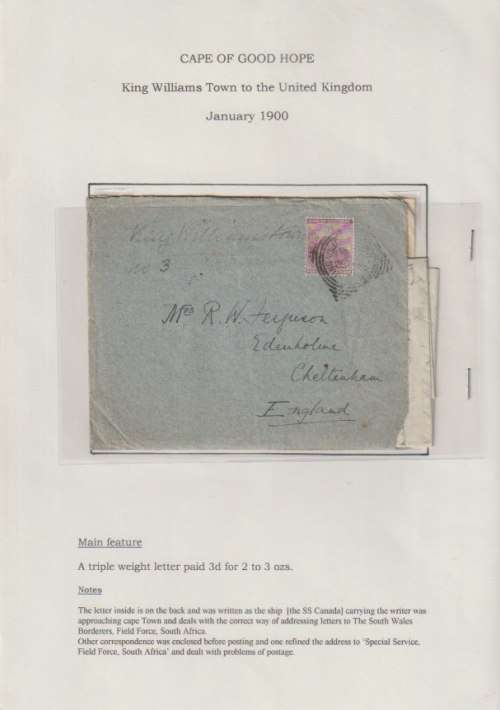 CAPE OF GOOD HOPE
King Williams Town to the United Kingdom
January 1900
King Williamstown
no 3
Mrs R. W. Ferguson
Edenholme
Cheltenham
England
Main feature
A triple weight letter paid 3d for 2 to 3 ozs.
Notes
The letter inside is on the back and was written as the ship [the SS Canada] carrying the writer was
approaching cape Town and deals with the correct way of addressing letters to The South Wales
Borderers, Field Force, South Africa.
Other correspondence was enclosed before posting and one refined the address to ‘Special Service,
Field Force, South Africa’ and dealt with problems of postage.